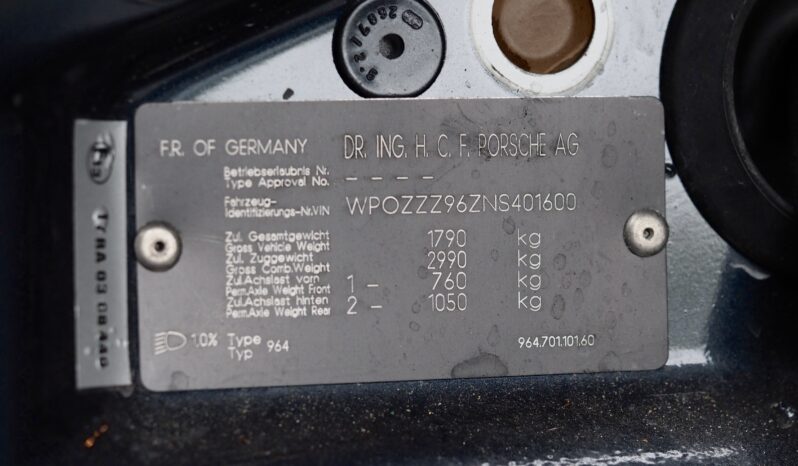 F.R. OF GERMANY DR. ING. H. C. F. PORSCHE AG
Betriebserlaubnis Nr.
Type Approval No. – – – –
Fahrzeug-
Identifizierungs-Nr.VIN WPOZZZ96ZNS401600
Zul. Gesamtgewicht
Gross Vehicle Weight 1790 kg
Zul. Zuggewicht
Gross Comb.Weight 2990 kg
Zul.Achslast vorn
Perm.Axle Weight Front 1 – 760 kg
Zul.Achslast hinten
Perm.Axle Weight Rear 2 – 1050 kg
1.0% Type
Typ 964
964.701.101.60